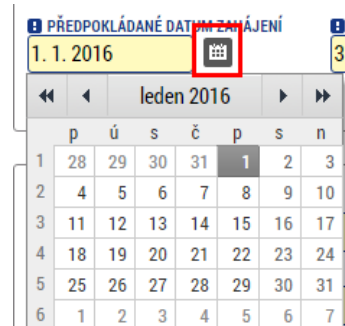 PŘEDPOKLÁDANÉ DATUM ZAHÁJENÍ
1. 1. 2016 3
leden 2016
p ú s č p s n
1 28 29 30 31 1 2 3
2 4 5 6 7 8 9 10
3 11 12 13 14 15 16 17
4 18 19 20 21 22 23 24
5 25 26 27 28 29 30 31
6 1 2 3 4 5 6 7